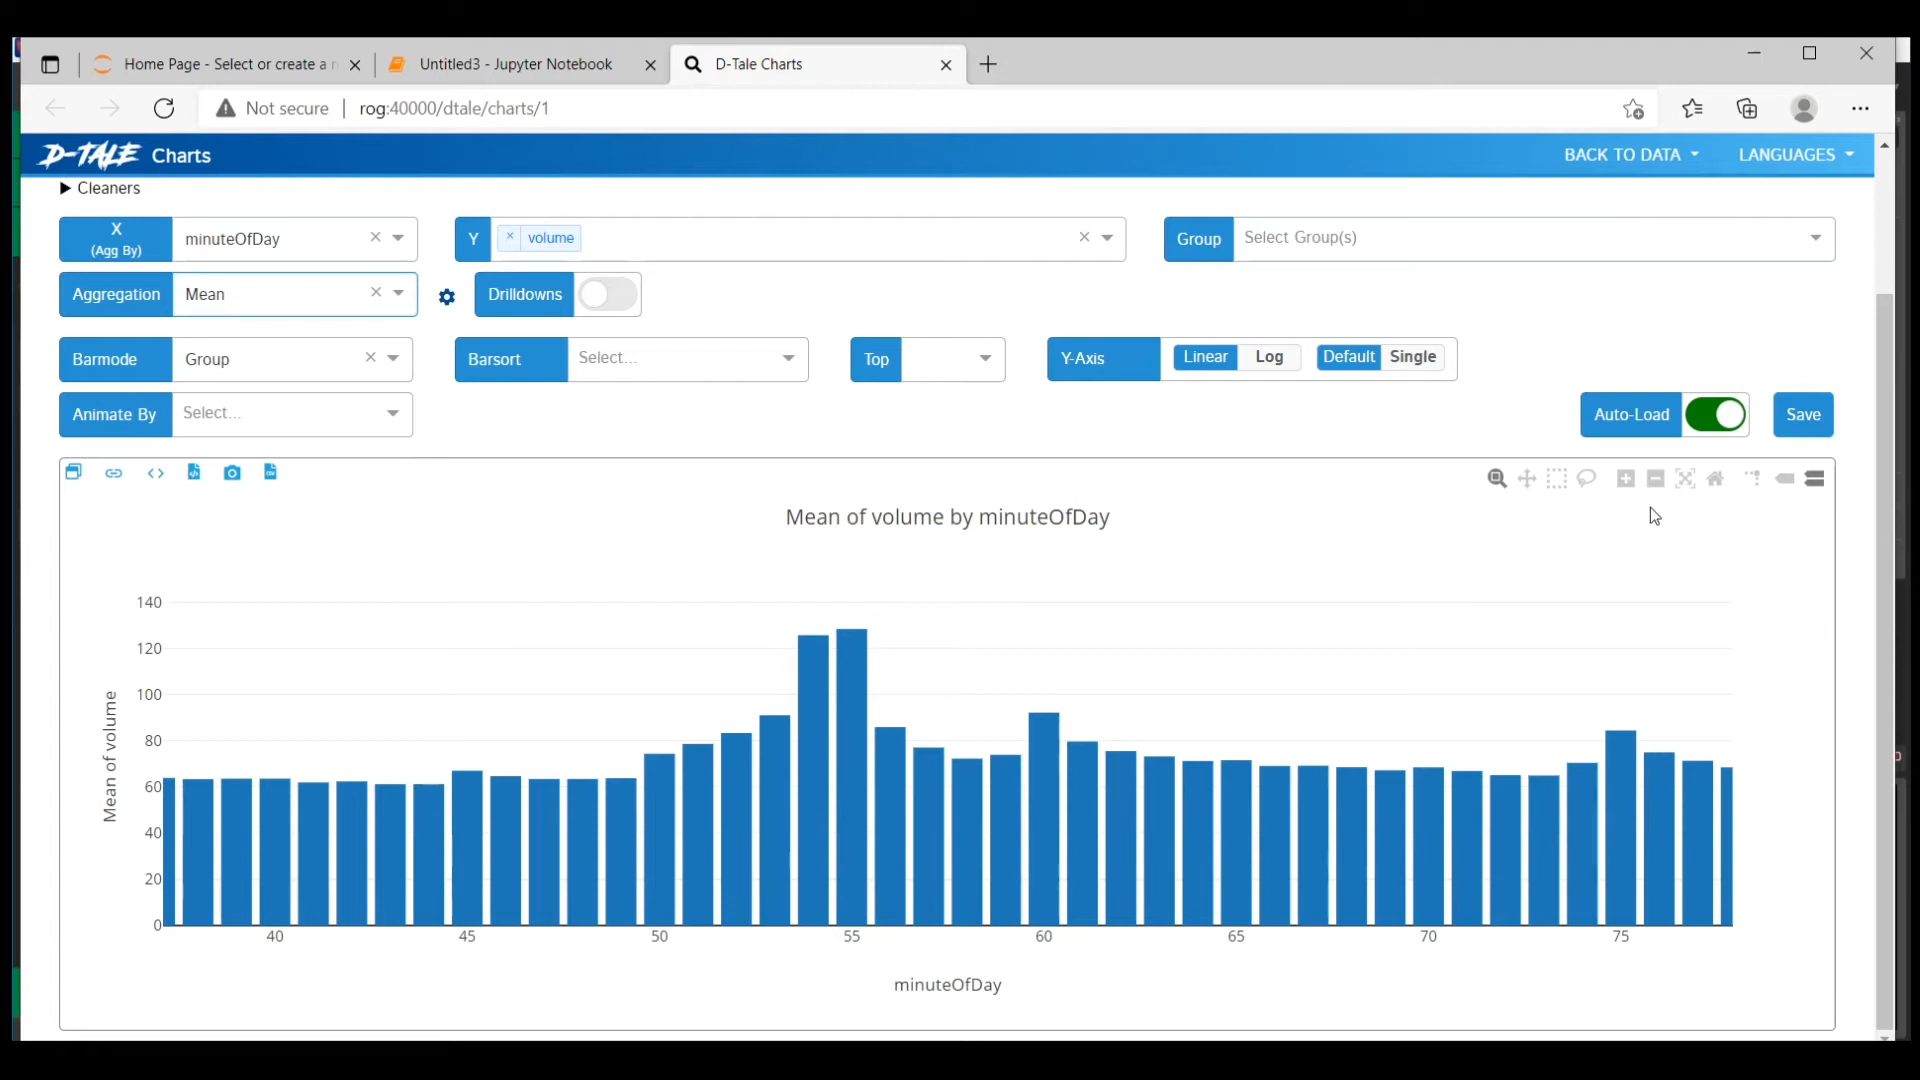 Home Page - Select or create a n
Untitled3 - Jupyter Notebook
D-Tale Charts
Not secure
rog:40000/dtale/charts/1
D-TALE Charts
BACK TO DATA
LANGUAGES
Cleaners
X
(Agg By)
minuteOfDay
Y
× volume
Group
Select Group(s)
Aggregation
Mean
Drilldowns
Barmode
Group
Barsort
Select...
Top
Y-Axis
Linear
Log
Default
Single
Animate By
Select...
Auto-Load
Save
Mean of volume by minuteOfDay
Mean of volume
140
120
100
80
60
40
20
0
40
45
50
55
60
65
70
75
minuteOfDay